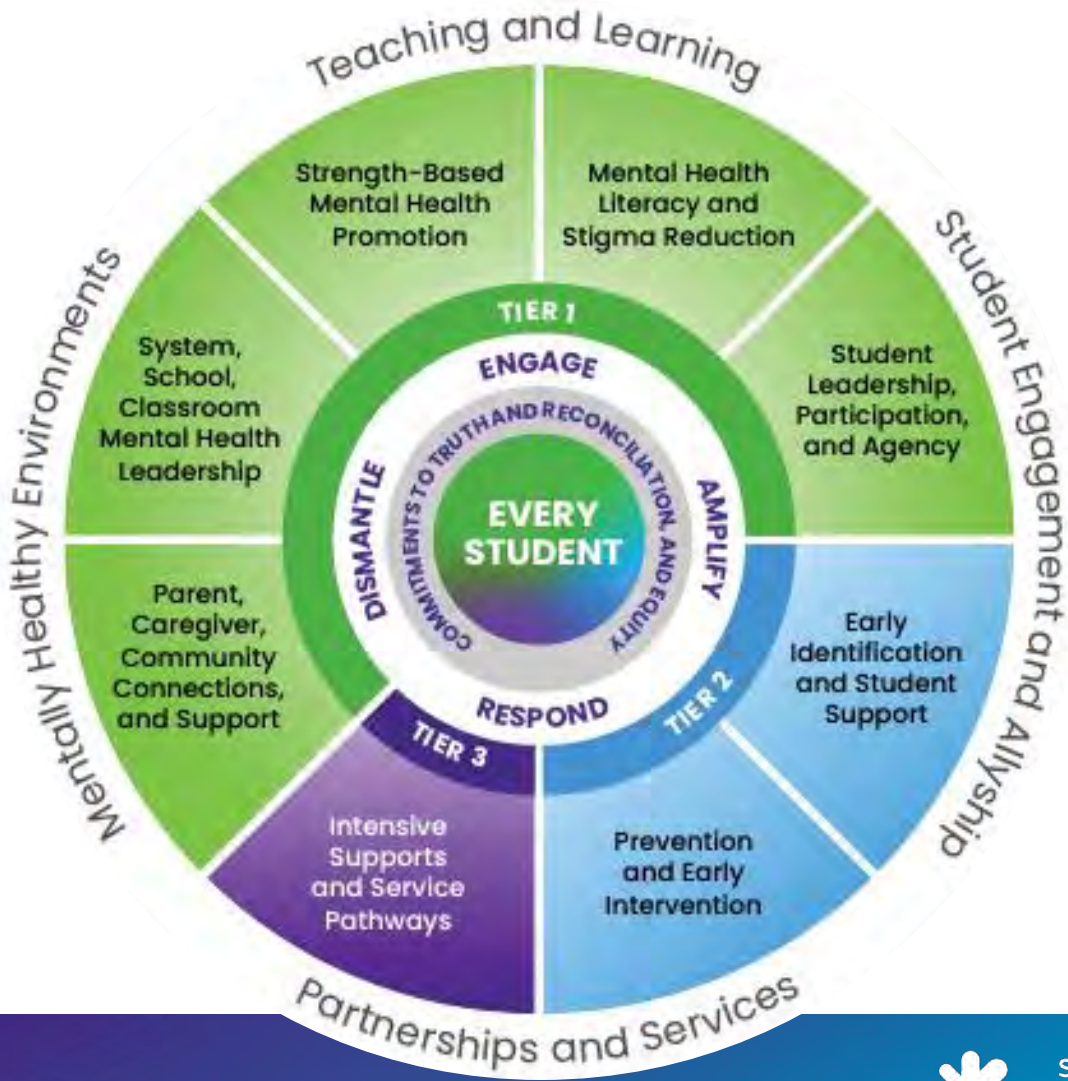 Teaching and Learning
Strength-Based
Mental Health
Promotion
Mental Health
Literacy and
Stigma Reduction
Student Engagement and Allyship
Student
Leadership,
Participation,
and Agency
Early
Identification
and Student
Support
Prevention
and Early
Intervention
Partnerships and Services
Intensive
Supports
and Service
Pathways
Mentally Healthy Environments
Parent,
Caregiver,
Community
Connections,
and Support
System,
School,
Classroom
Mental Health
Leadership
TIER 1
TIER 2
TIER 3
ENGAGE
AMPLIFY
RESPOND
DISMANTLE
COMMITMENTS TO TRUTH AND RECONCILIATION, AND EQUITY
EVERY
STUDENT